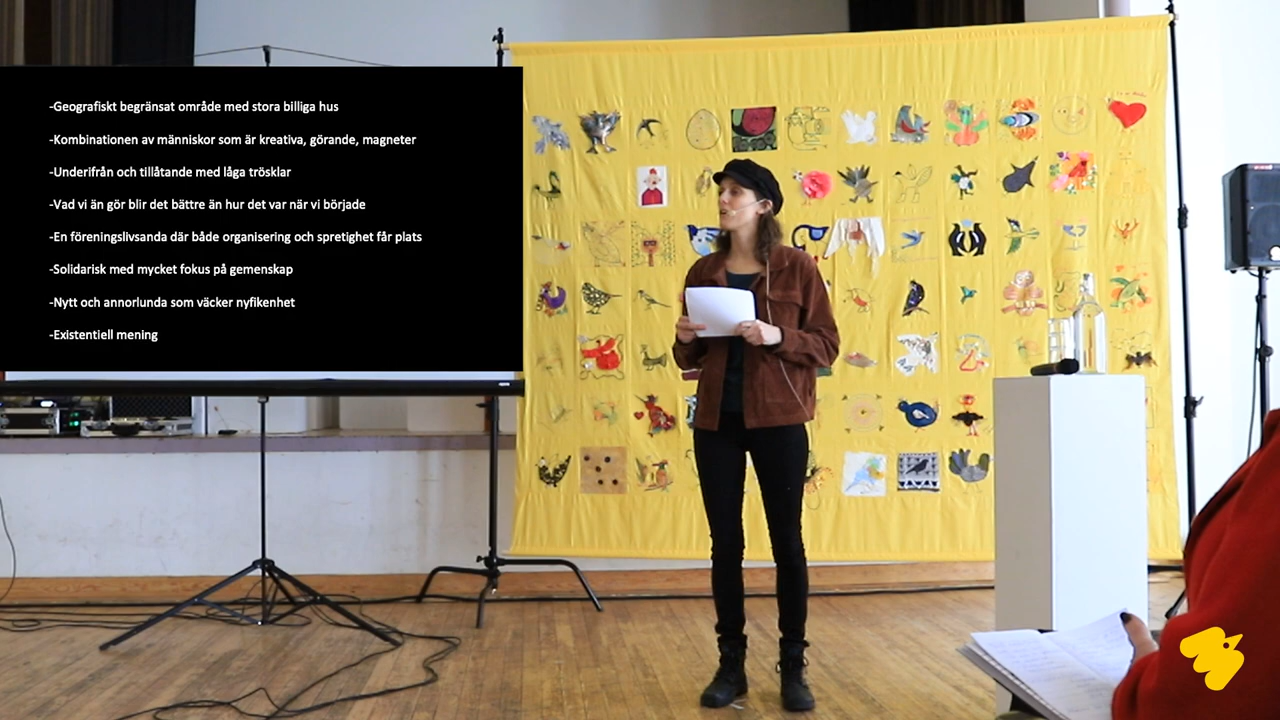 -Geografiskt begränsat område med stora billiga hus
-Kombinationen av människor som är kreativa, görande, magneter
-Underifrån och tillåtande med låga trösklar
-Vad vi än gör blir det bättre än hur det var när vi började
-En föreningslivsanda där både organisering och spretighet får plats
-Solidarisk med mycket fokus på gemenskap
-Nytt och annorlunda som väcker nyfikenhet
-Existentiell mening